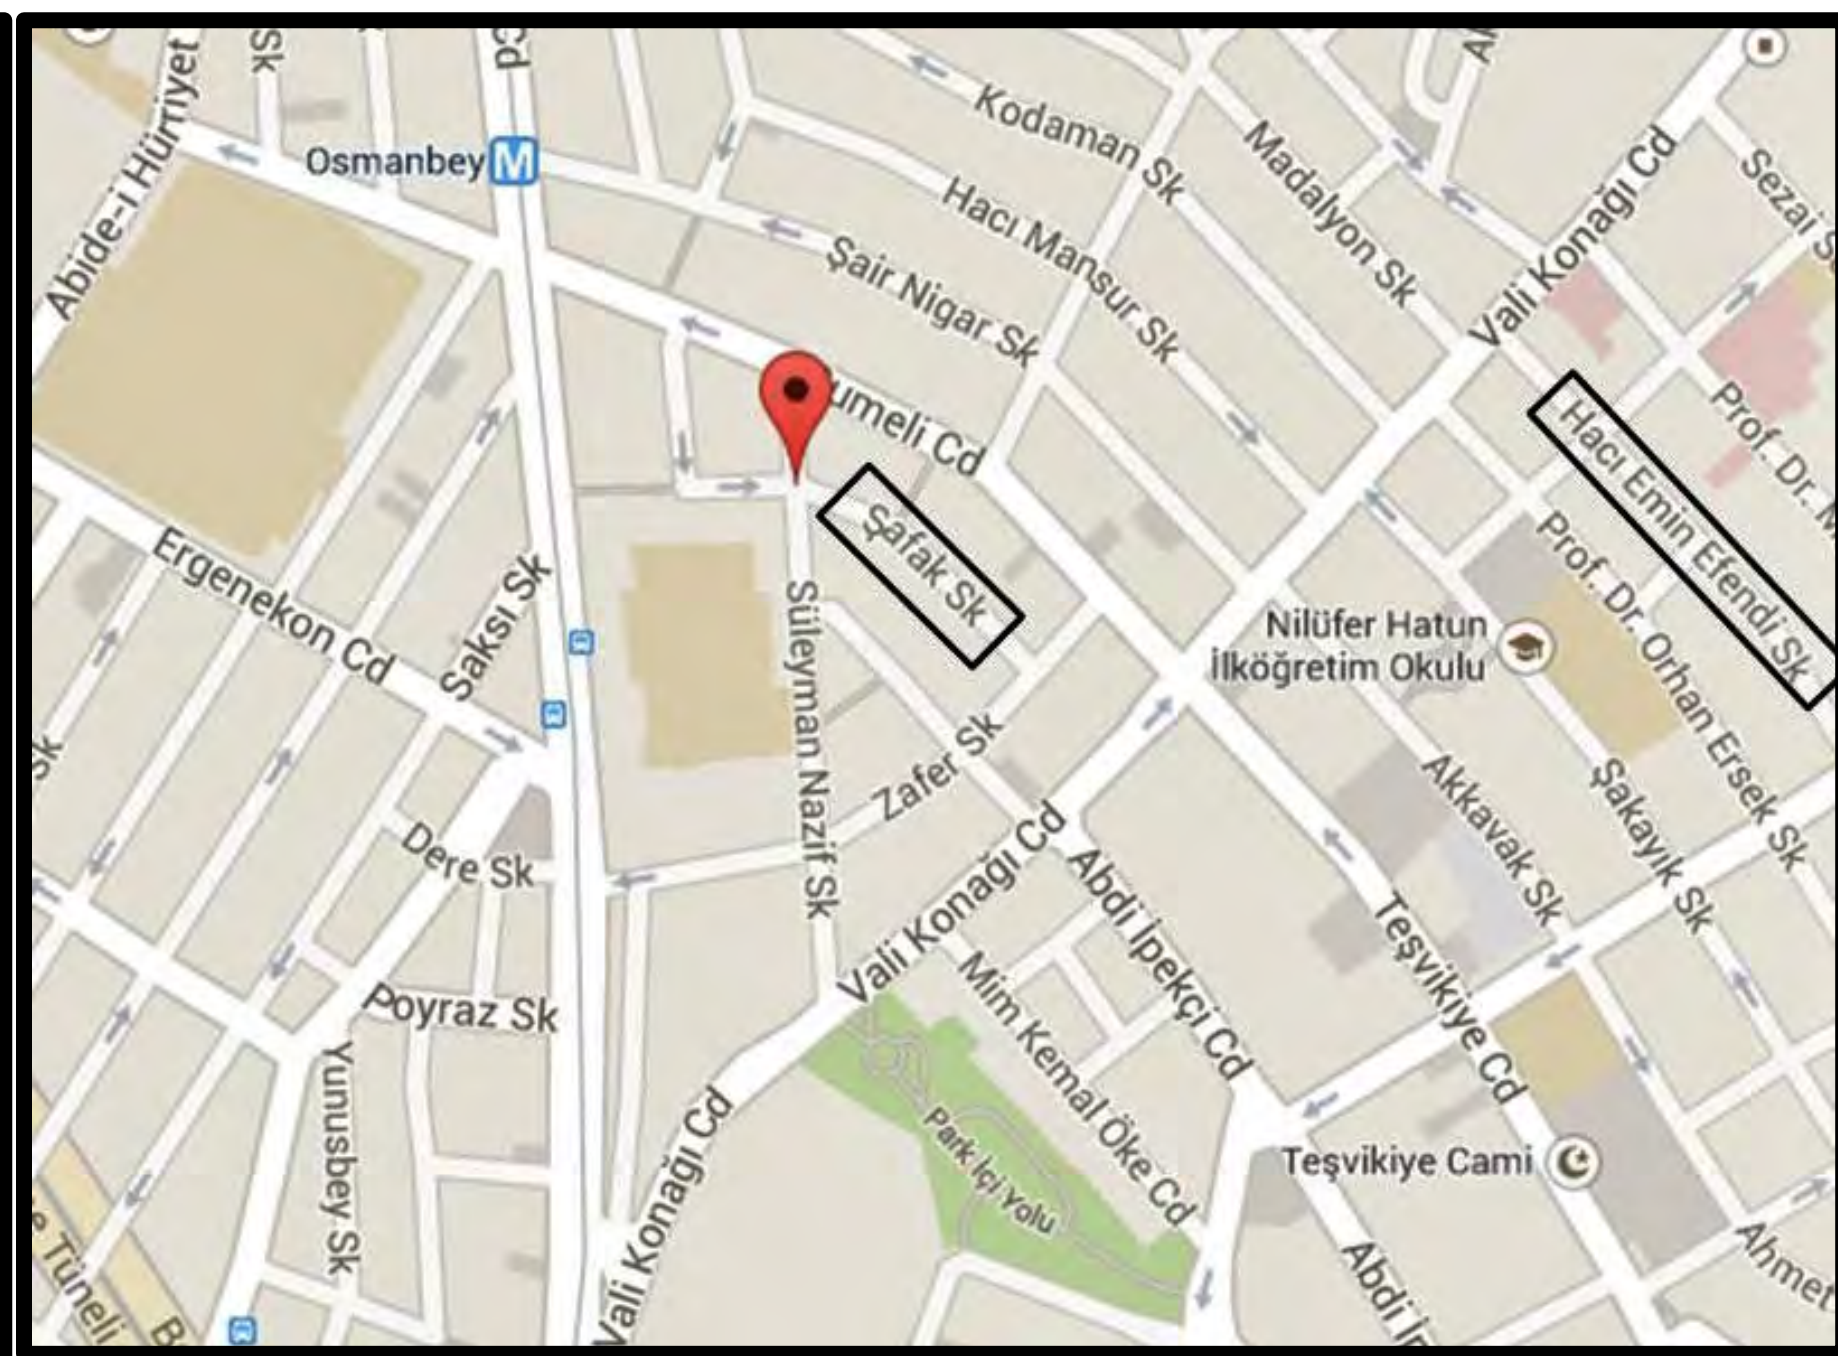 Sk
Cd
Abide-i Hürriyet
Osmanbey
M
Kodaman Sk
Madalyon Sk
Hacı Mansur Sk
Şair Nigar Sk
Vali Konağı Cd
Sezai S
umeli Cd
Hacı Emin Efendi Sk
Prof. Dr. M
Şafak Sk
Ergenekon Cd
Saksı Sk
Süleyman Nazif Sk
Nilüfer Hatun
İlköğretim Okulu
Prof. Dr. Orhan Ersek Sk
Sk
Zafer Sk
Akkavak Sk
Şakayık Sk
Dere Sk
Vali Konağı Cd
Abdi İpekçi Cd
Teşvikiye Cd
Mim Kemal Öke Cd
Poyraz Sk
Yunusbey Sk
Park İçi Yolu
Vali Konağı Cd
Teşvikiye Cami
Ahmet
e Tüneli
Abdi İp